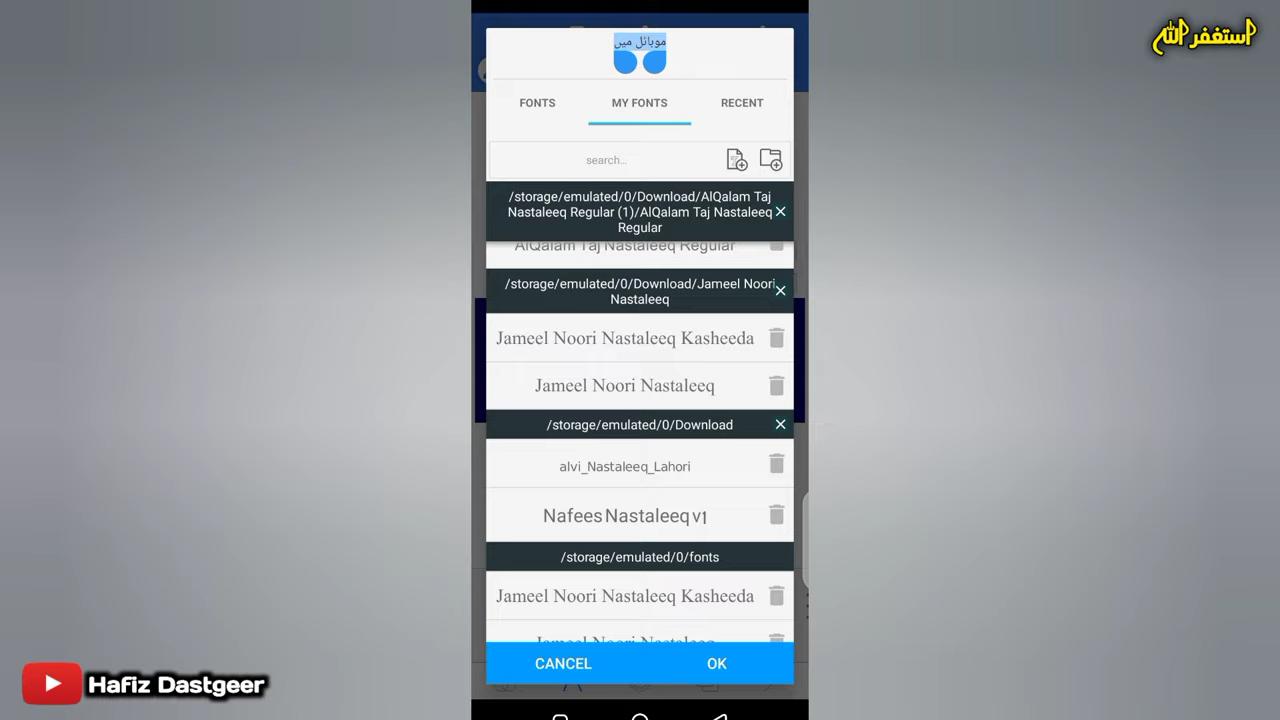 استغفر اللہ
موبائل میں
FONTS MY FONTS RECENT
search...
/storage/emulated/0/Download/AlQalam Taj
Nastaleeq Regular (1)/AlQalam Taj Nastaleeq
Regular
AlQalam Taj Nastaleeq Regular
/storage/emulated/0/Download/Jameel Noori
Nastaleeq
Jameel Noori Nastaleeq Kasheeda
Jameel Noori Nastaleeq
/storage/emulated/0/Download
alvi_Nastaleeq_Lahori
Nafees Nastaleeq v1
/storage/emulated/0/fonts
Jameel Noori Nastaleeq Kasheeda
Jameel Noori Nastaleeq
CANCEL OK
Hafiz Dastgeer